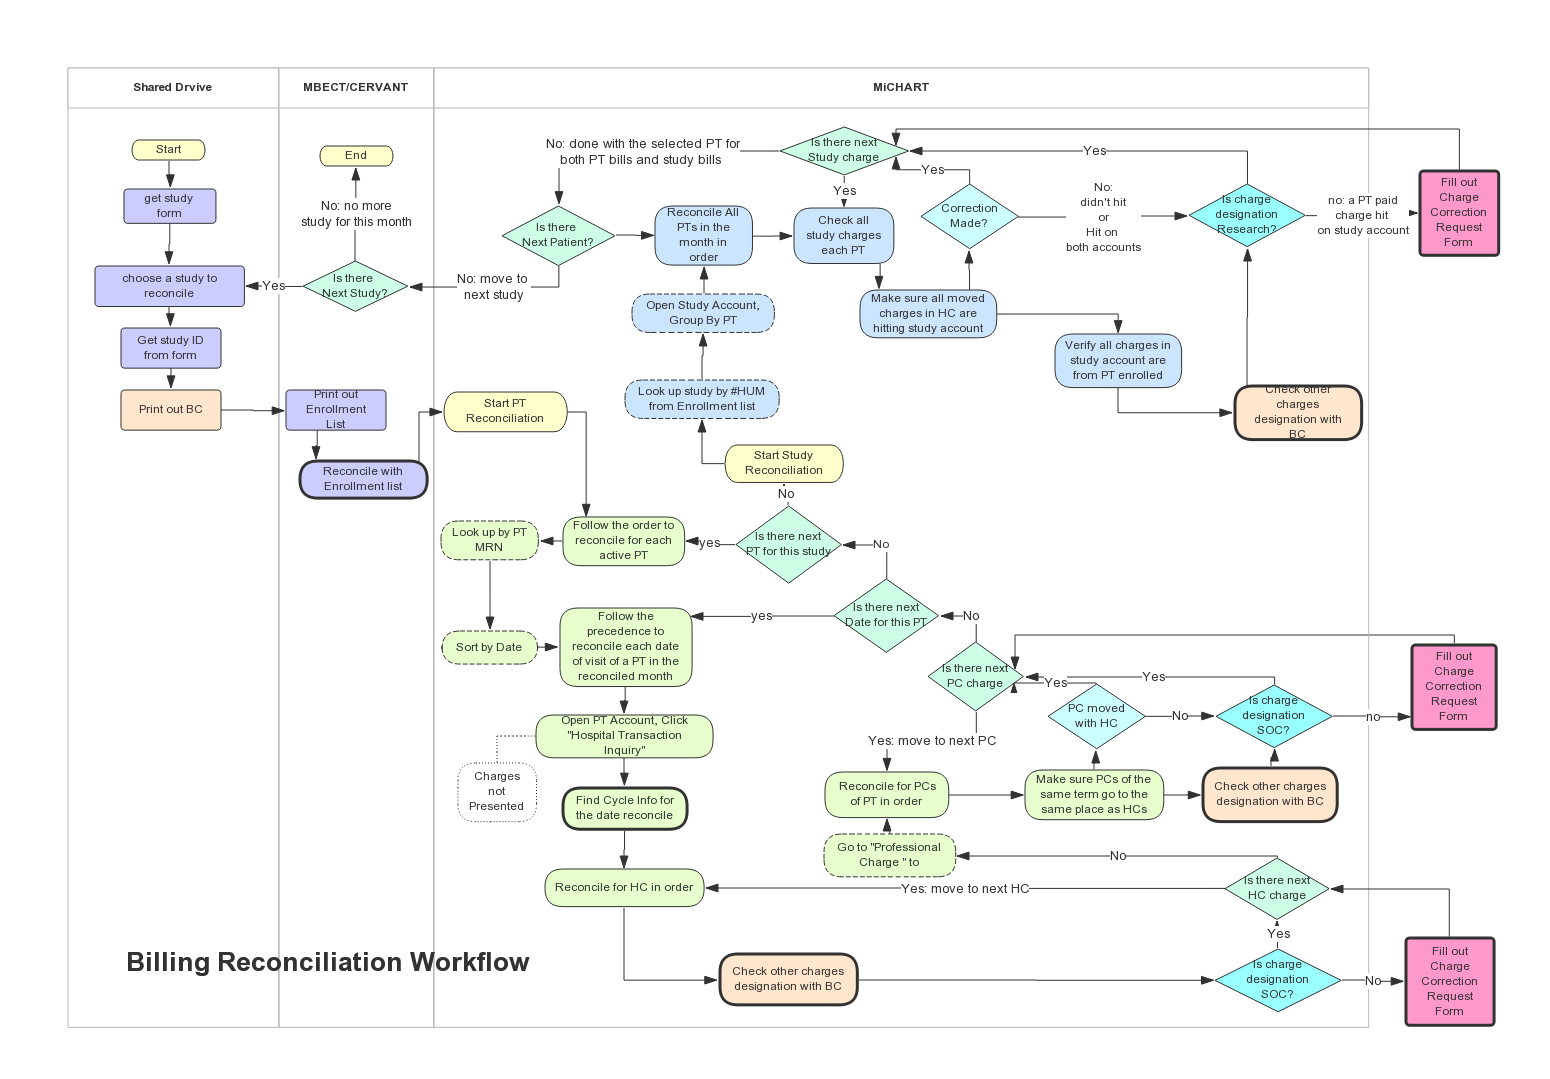 Shared Drvive
MBECT/CERVANT
MiCHART
Start
get study
form
choose a study to
reconcile
Get study ID
from form
Print out BC
End
No: no more
study for this month
Is there
Next Study?
Yes
Print out
Enrollment
List
Reconcile with
Enrollment list
No: done with the selected PT for
both PT bills and study bills
Is there
Next Patient?
No: move to
next study
Reconcile All
PTs in the
month in
order
Open Study Account,
Group By PT
Look up study by #HUM
from Enrollment list
Start Study
Reconciliation
Start PT
Reconciliation
Is there next
Study charge
Yes
Check all
study charges
each PT
Make sure all moved
charges in HC are
hitting study account
Yes
Correction
Made?
No:
didn't hit
or
Hit on
both accounts
Yes
Is charge
designation
Research?
no: a PT paid
charge hit
on study account
Fill out
Charge
Correction
Request
Form
Verify all charges in
study account are
from PT enrolled
Check other
charges
designation with
BC
No
Is there next
PT for this study
yes
Follow the order to
reconcile for each
active PT
Look up by PT
MRN
Sort by Date
No
Is there next
Date for this PT
yes
Follow the
precedence to
reconcile each date
of visit of a PT in the
reconciled month
No
Is there next
PC charge
Yes
Yes
PC moved
with HC
No
Is charge
designation
SOC?
no
Fill out
Charge
Correction
Request
Form
Open PT Account, Click
"Hospital Transaction
Inquiry"
Charges
not
Presented
Find Cycle Info for
the date reconcile
Yes: move to next PC
Reconcile for PCs
of PT in order
Make sure PCs of the
same term go to the
same place as HCs
Check other charges
designation with BC
Go to "Professional
Charge " to
No
Is there next
HC charge
Yes: move to next HC
Reconcile for HC in order
Yes
Check other charges
designation with BC
Is charge
designation
SOC?
No
Fill out
Charge
Correction
Request
Form
Billing Reconciliation Workflow